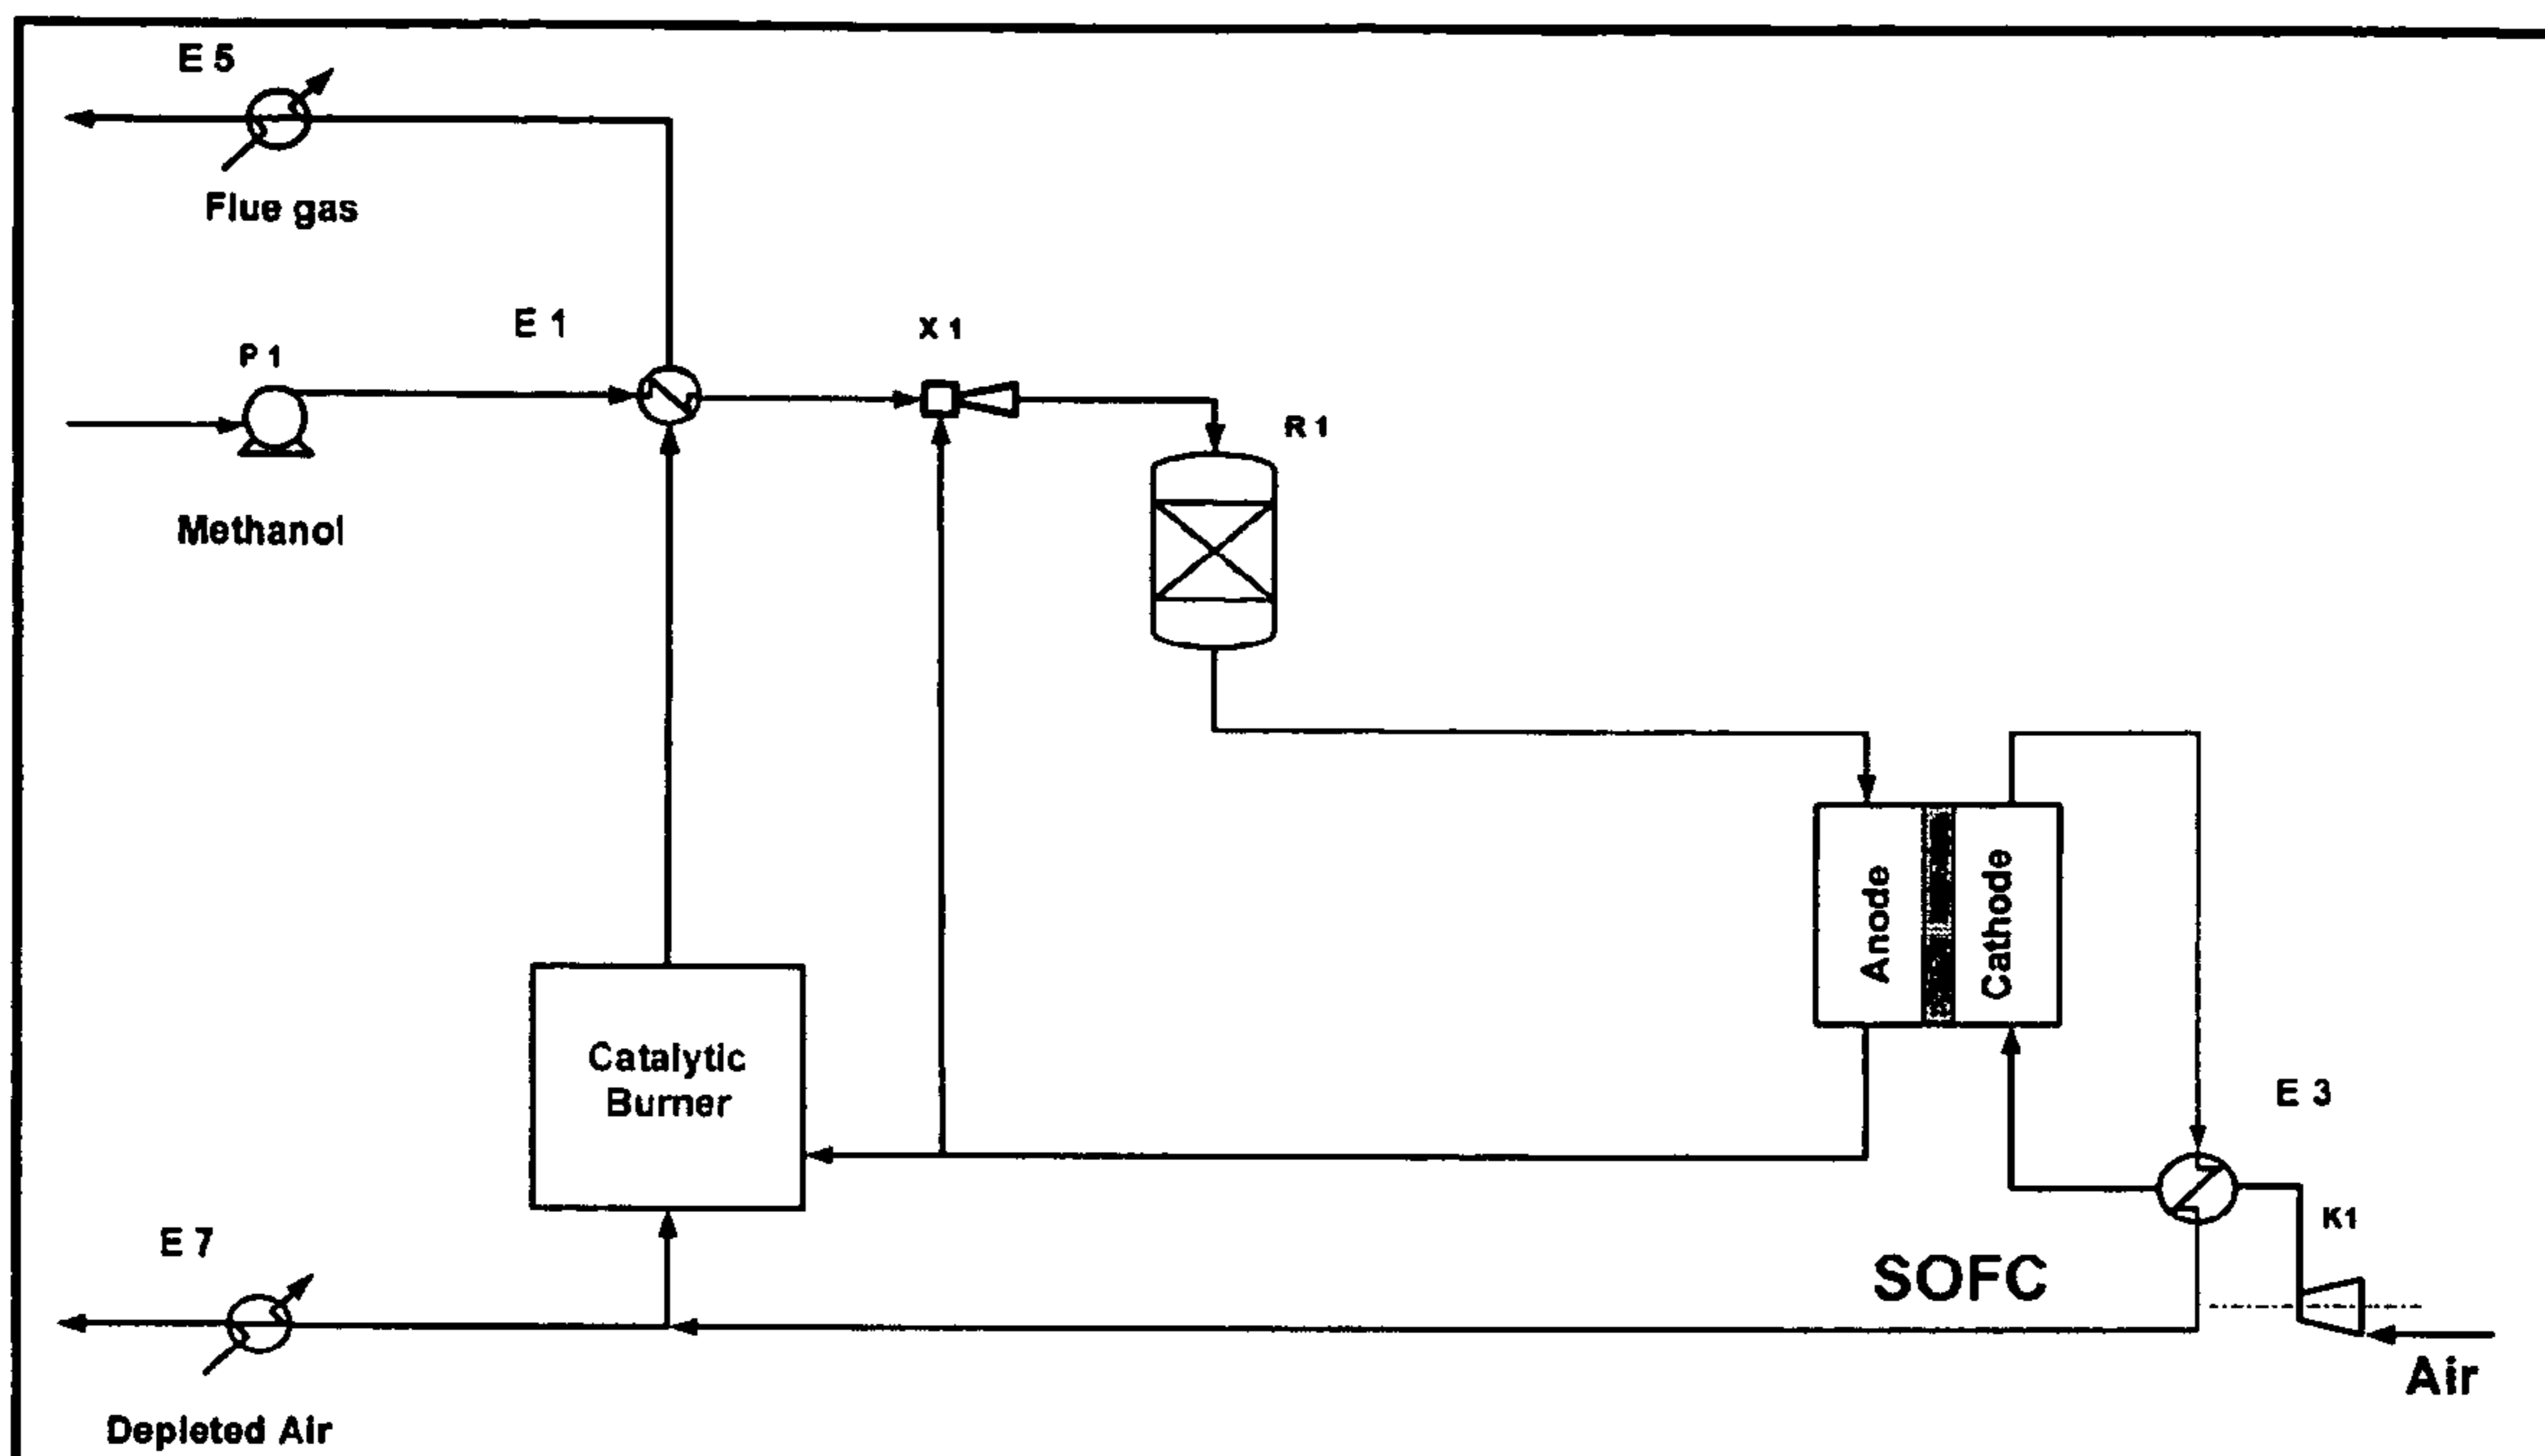 E 5
Flue gas
E 1
X 1
P 1
R 1
Methanol
Anode
Cathode
Catalytic
Burner
E 3
K1
E 7
SOFC
Air
Depleted Air